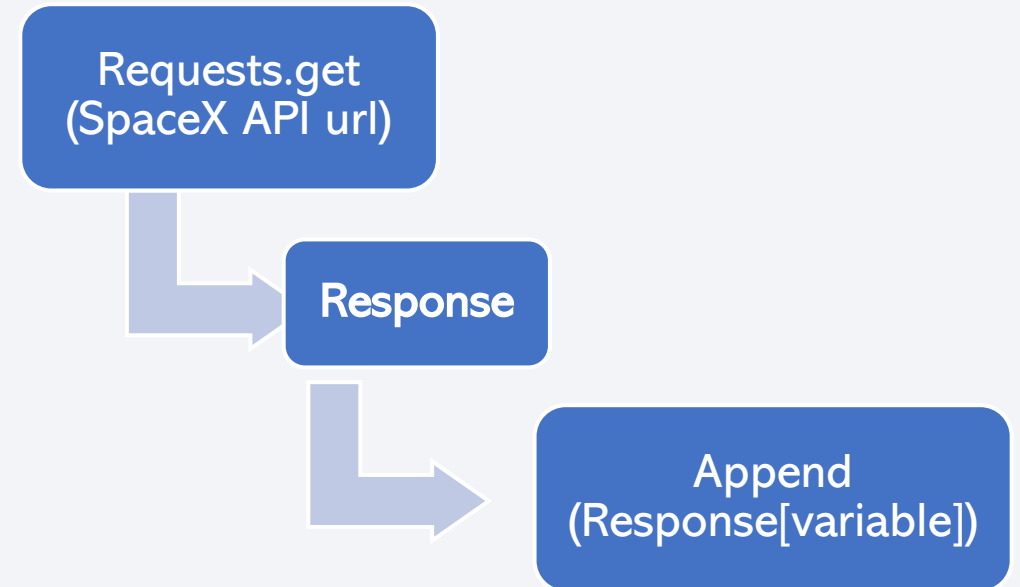 Requests.get
(SpaceX API url)
Response
Append
(Response[variable])